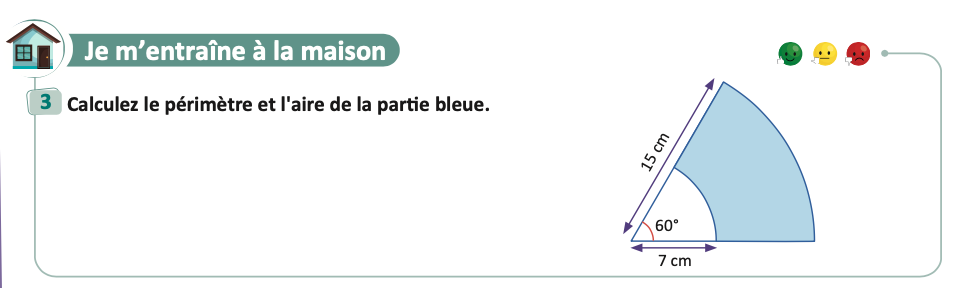 Je m’entraîne à la maison
3 Calculez le périmètre et l'aire de la partie bleue.
15 cm
60°
7 cm